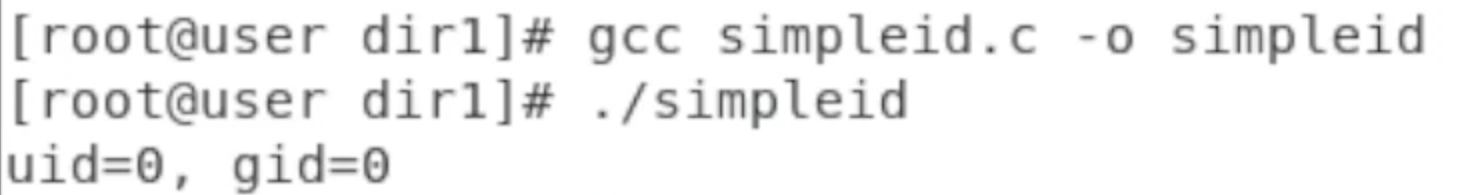 [root@user dir1]# gcc simpleid.c -o simpleid
[root@user dir1]# ./simpleid
uid=0, gid=0